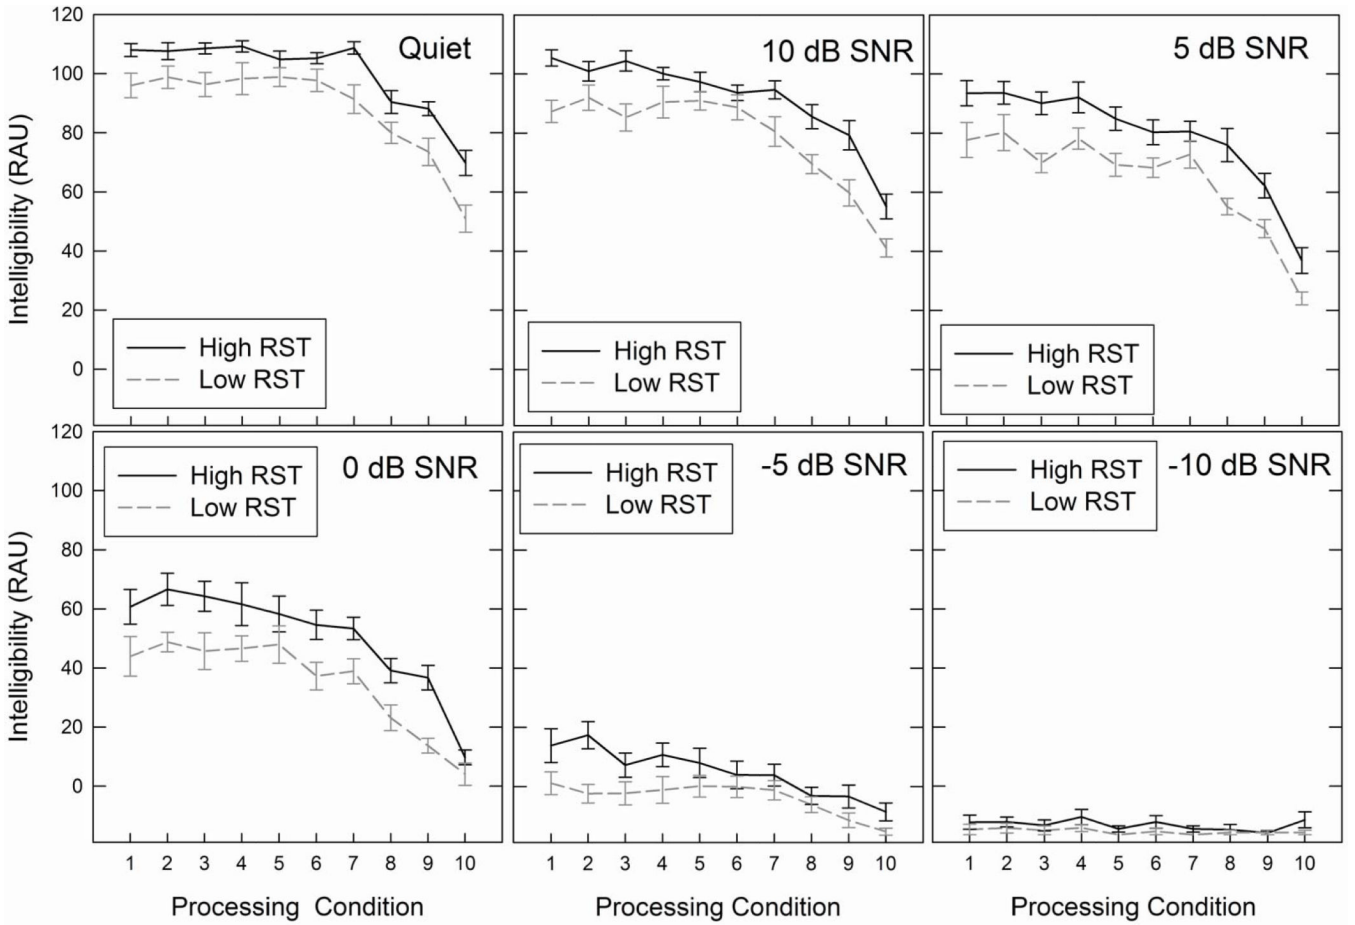 120
100
80
60
40
20
0
Intelligibility (RAU)
Quiet
High RST
Low RST
10 dB SNR
High RST
Low RST
5 dB SNR
High RST
Low RST
120
100
80
60
40
20
0
Intelligibility (RAU)
0 dB SNR
High RST
Low RST
1 2 3 4 5 6 7 8 9 10
Processing Condition
-5 dB SNR
High RST
Low RST
1 2 3 4 5 6 7 8 9 10
Processing Condition
-10 dB SNR
High RST
Low RST
1 2 3 4 5 6 7 8 9 10
Processing Condition